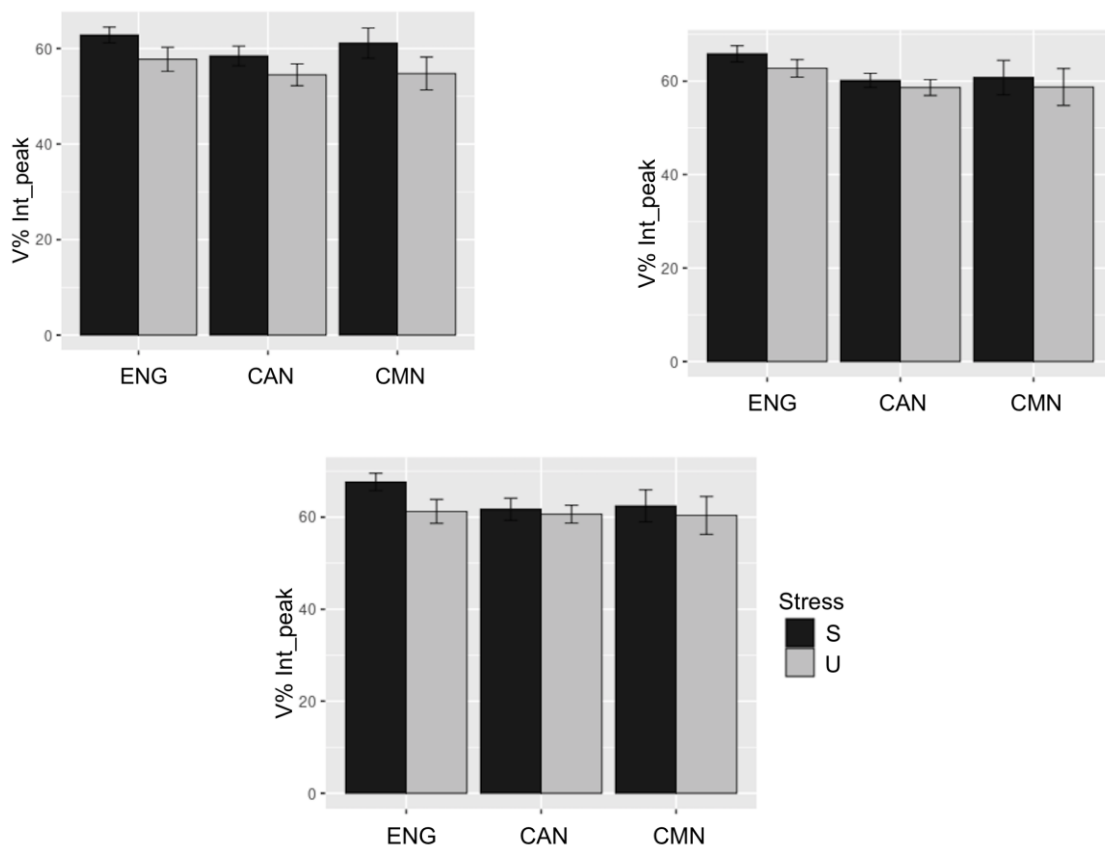 V% Int_peak
60
40
20
0
ENG CAN CMN
V% Int_peak
60
40
20
0
ENG CAN CMN
V% Int_peak
60
40
20
0
ENG CAN CMN
Stress
S
U